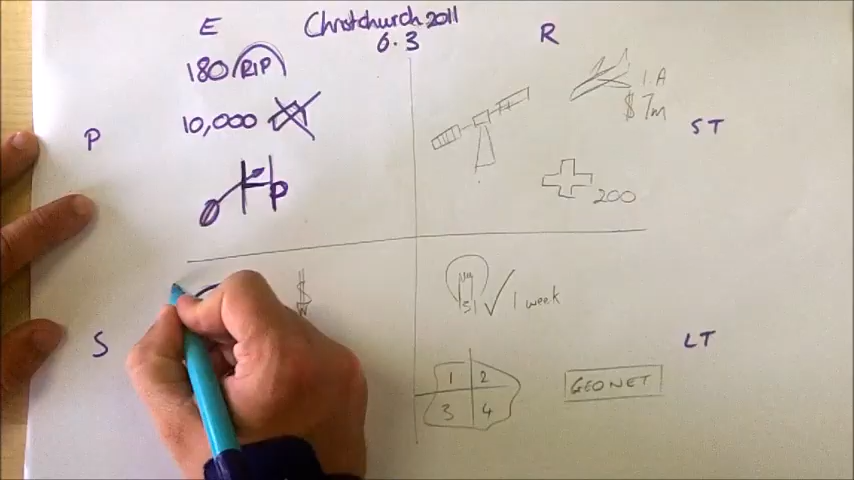 E
Christchurch 2011
6.3
R
180 RIP
1.A
$7m
10,000
P
ST
P
200
S
$
1 week
LT
1 2
3 4
GEONET